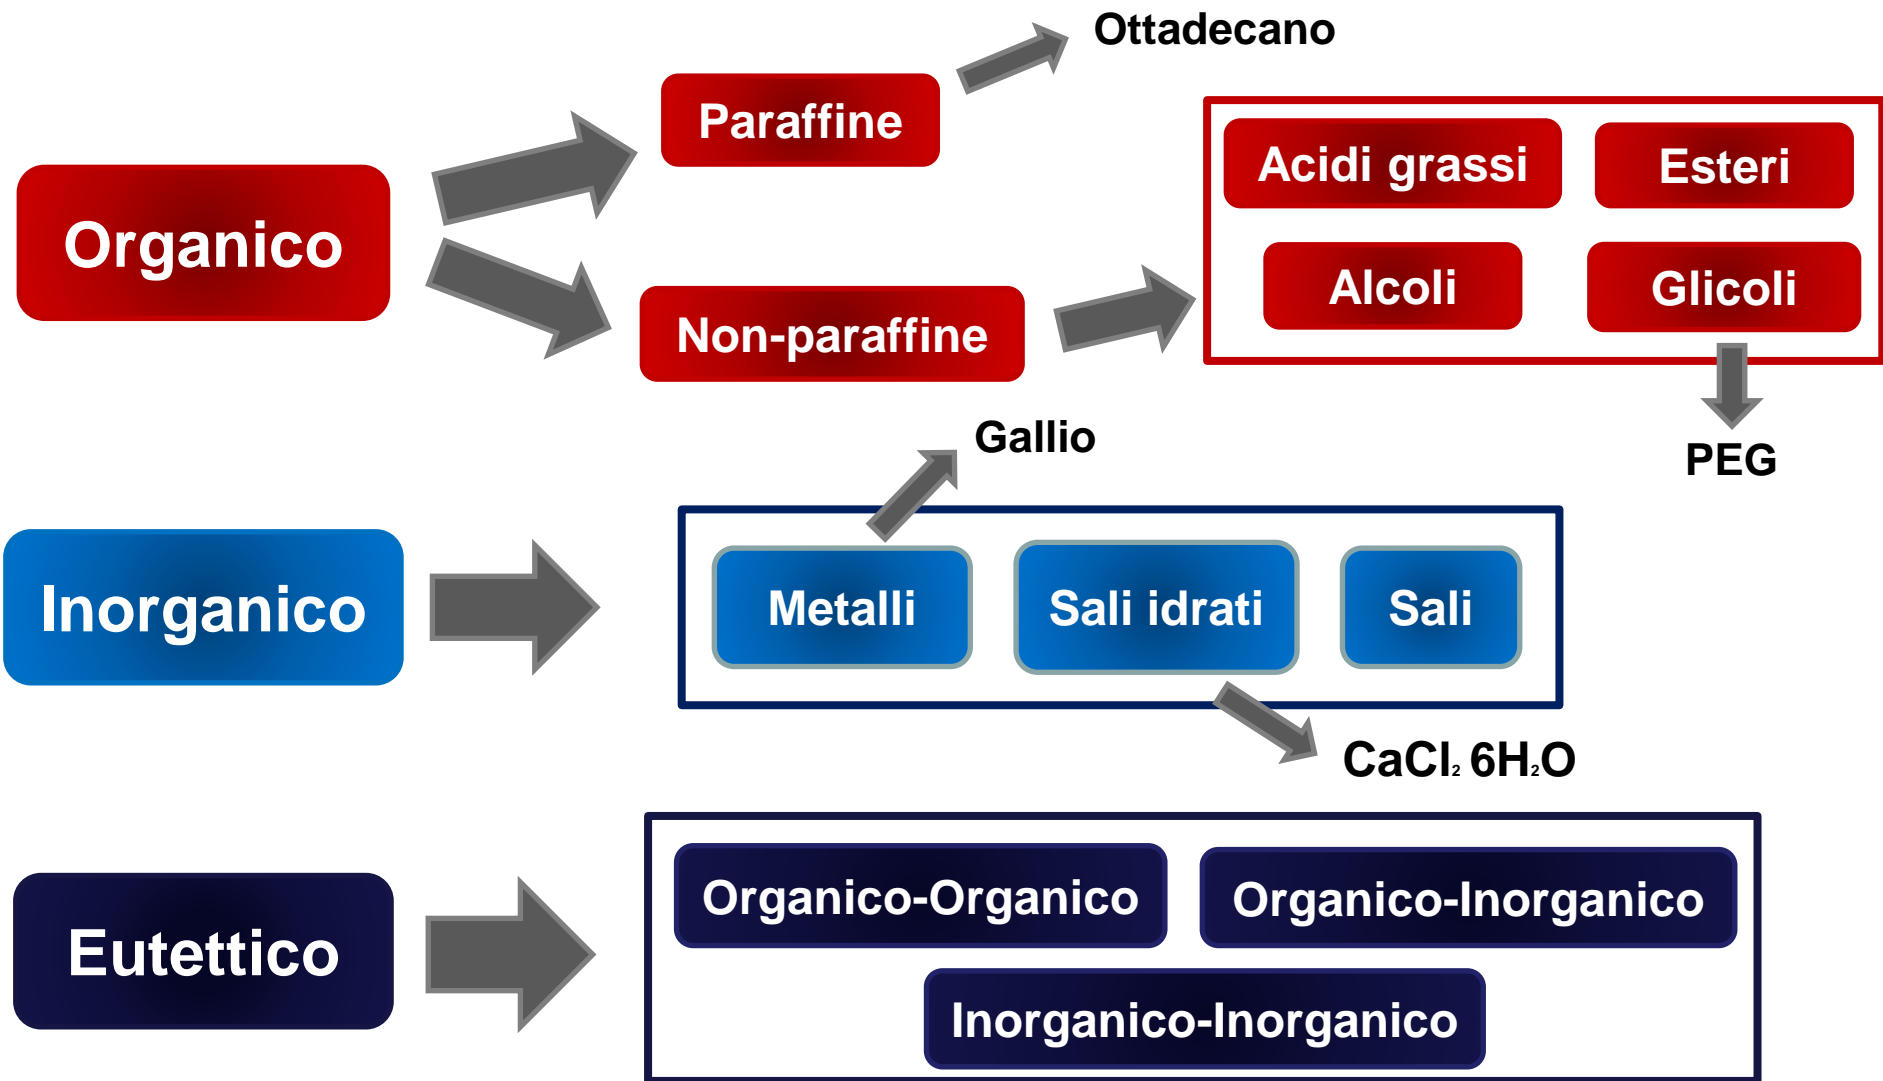 Ottadecano
Paraffine
Acidi grassi
Esteri
Organico
Alcoli
Glicoli
Non-paraffine
Gallio
PEG
Inorganico
Metalli
Sali idrati
Sali
CaCl₂ 6H₂O
Organico-Organico
Organico-Inorganico
Eutettico
Inorganico-Inorganico